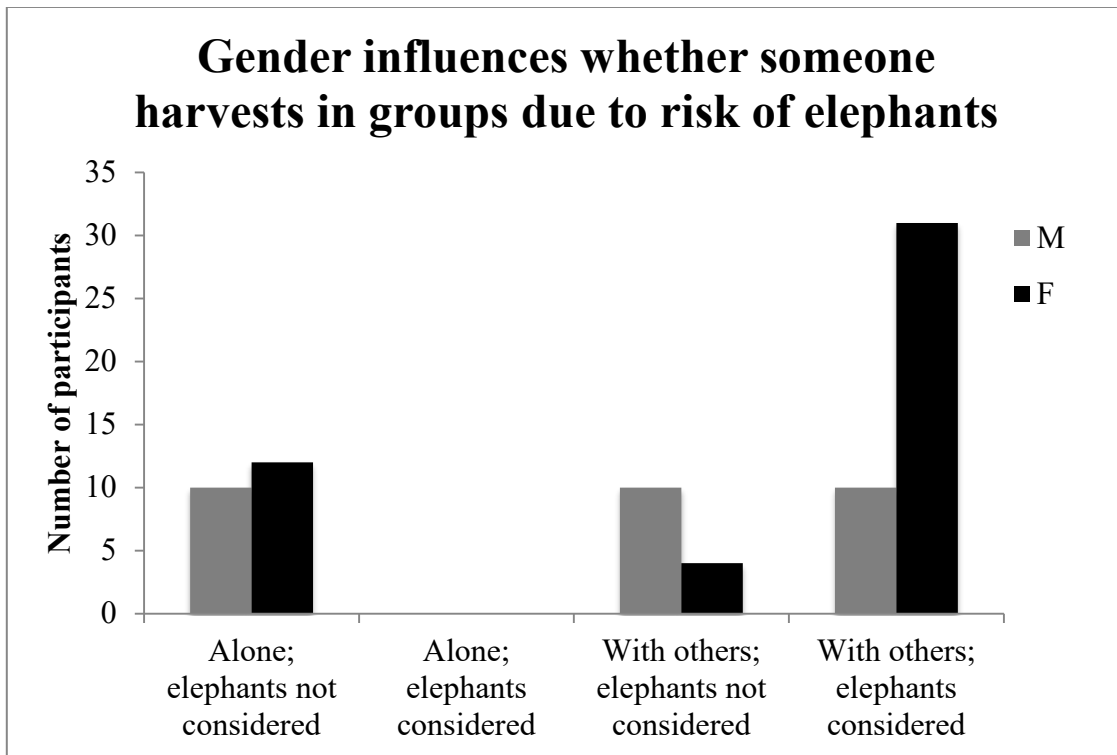 Gender influences whether someone
harvests in groups due to risk of elephants
Number of participants
35
30
25
20
15
10
5
0
M
F
Alone;
elephants not
considered
Alone;
elephants
considered
With others;
elephants not
considered
With others;
elephants
considered